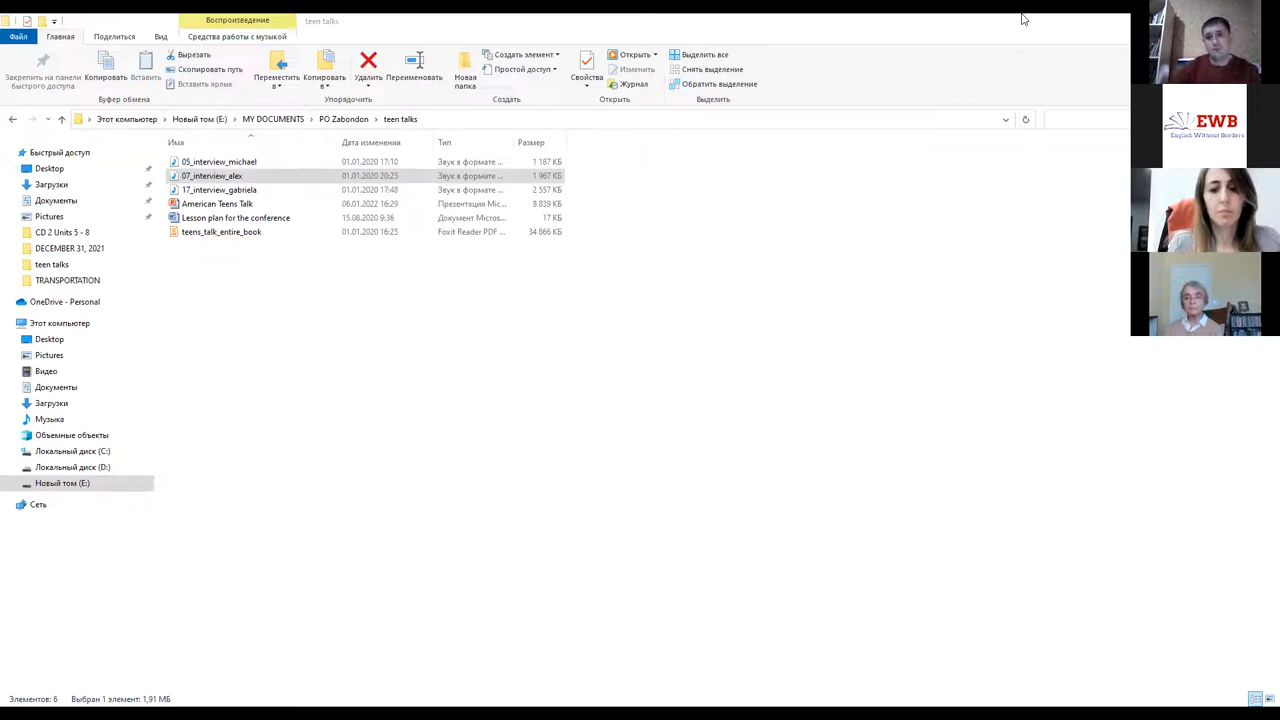 Воспроизведение
teen talks
Файл
Главная
Поделиться
Вид
Средства работы с музыкой
Закрепить на панели быстрого доступа
Копировать
Вставить
Вырезать
Скопировать путь
Вставить ярлык
Переместить в
Копировать в
Удалить
Переименовать
Новая папка
Создать элемент
Простой доступ
Свойства
Открыть
Изменить
Журнал
Выделить все
Снять выделение
Обратить выделение
Буфер обмена
Упорядочить
Создать
Открыть
Выделить
Этот компьютер
Новый том (E:)
MY DOCUMENTS
PO Zabondon
teen talks
Имя
Дата изменения
Тип
Размер
05_interview_michael 01.01.2020 17:10 Звук в формате ... 1 187 КБ
07_interview_alex 01.01.2020 20:25 Звук в формате ... 1 967 КБ
17_interview_gabriela 01.01.2020 17:48 Звук в формате ... 2 557 КБ
American Teens Talk 06.01.2022 16:29 Презентация Mic... 8 839 КБ
Lesson plan for the conference 15.08.2020 9:36 Документ Micros... 17 КБ
teens_talk_entire_book 01.01.2020 16:25 Foxit Reader PDF ... 34 866 КБ
Быстрый доступ
Desktop
Загрузки
Документы
Pictures
CD 2 Units 5 - 8
DECEMBER 31, 2021
teen talks
TRANSPORTATION
OneDrive - Personal
Этот компьютер
Desktop
Pictures
Видео
Документы
Загрузки
Музыка
Объемные объекты
Локальный диск (C:)
Локальный диск (D:)
Новый том (E:)
Сеть
Элементов: 6
Выбран 1 элемент: 1,91 МБ
EWB
English Without Borders